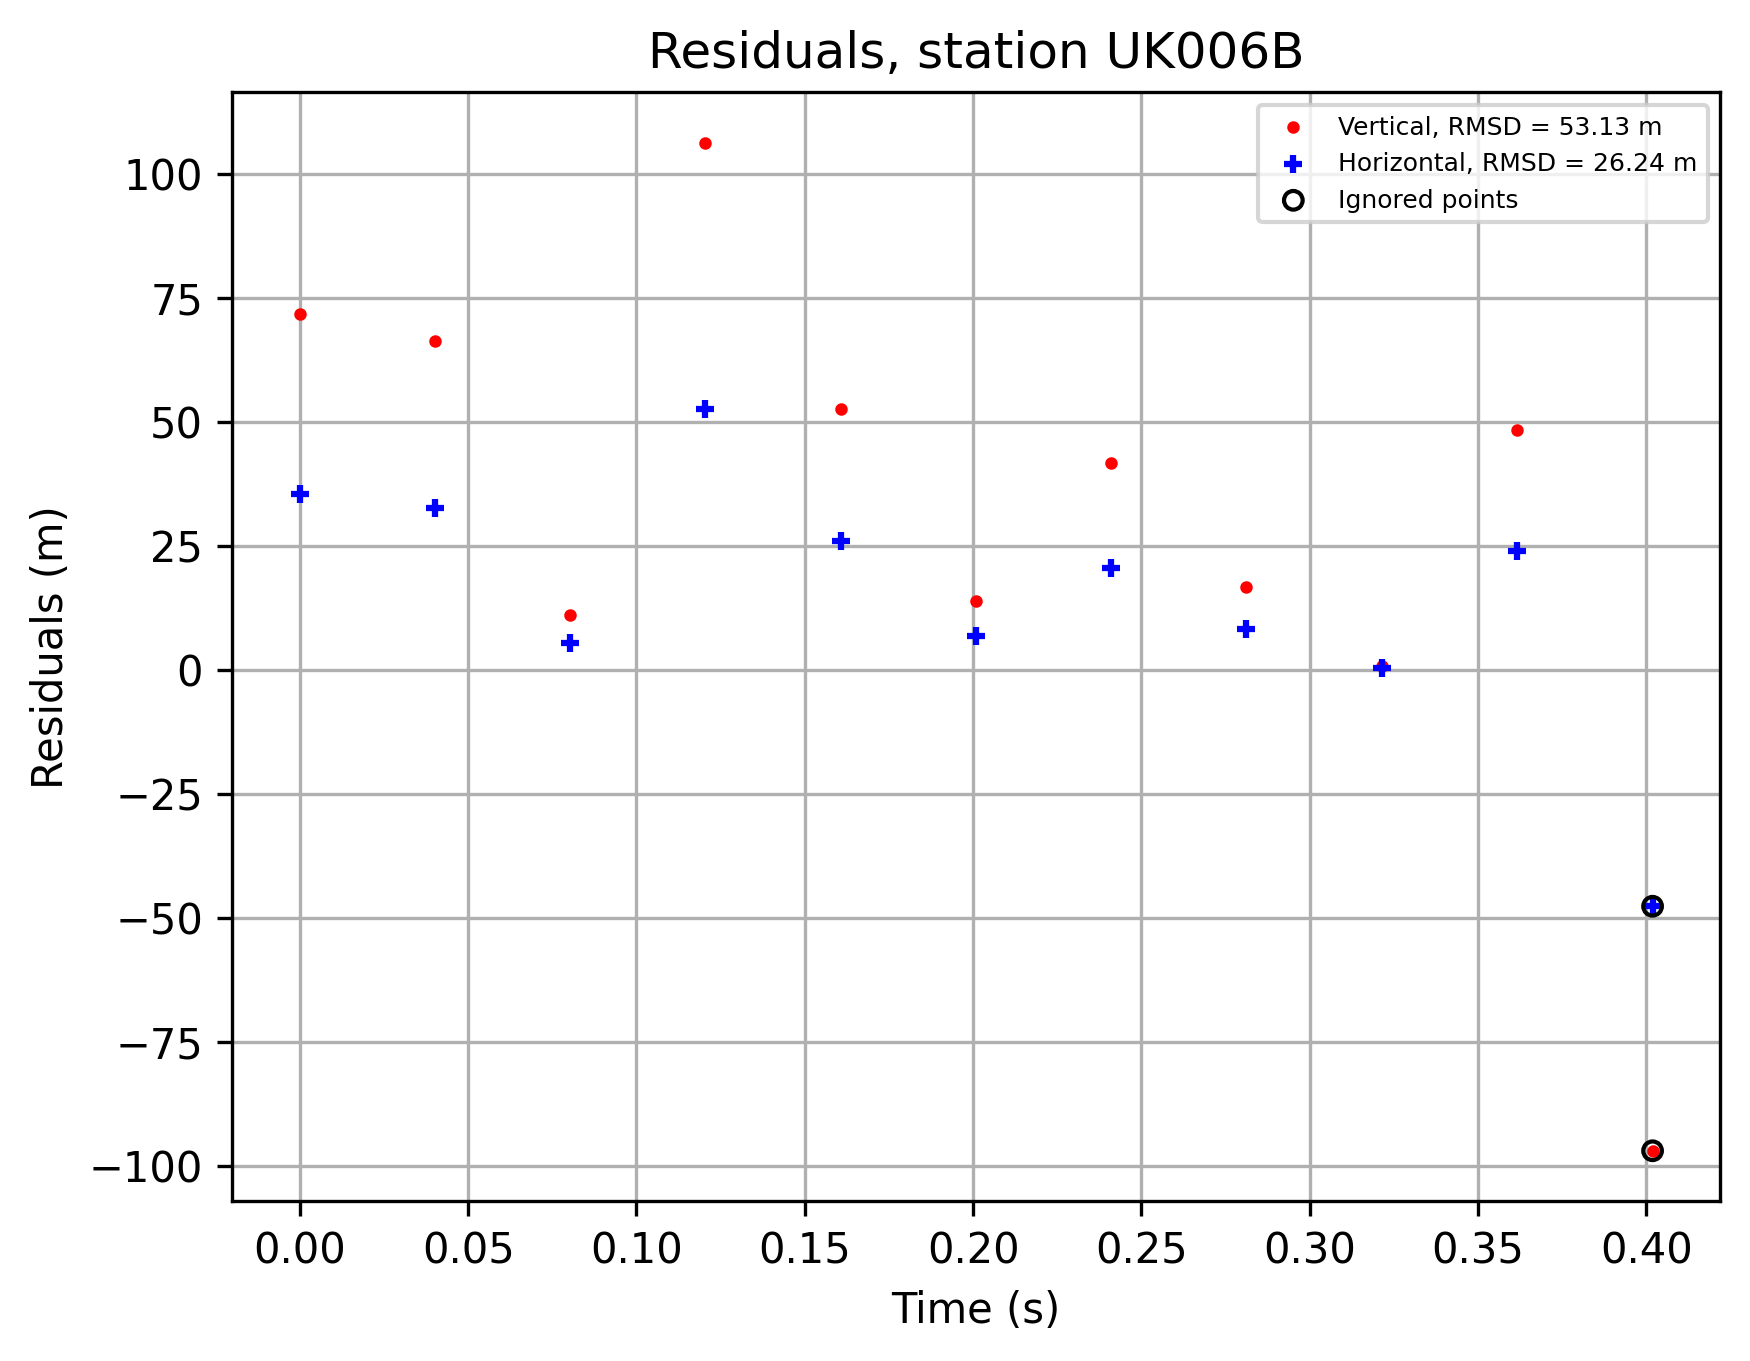 Residuals, station UK006B
Vertical, RMSD = 53.13 m
Horizontal, RMSD = 26.24 m
Ignored points
100
75
50
25
0
−25
−50
−75
−100
Residuals (m)
0.00 0.05 0.10 0.15 0.20 0.25 0.30 0.35 0.40
Time (s)